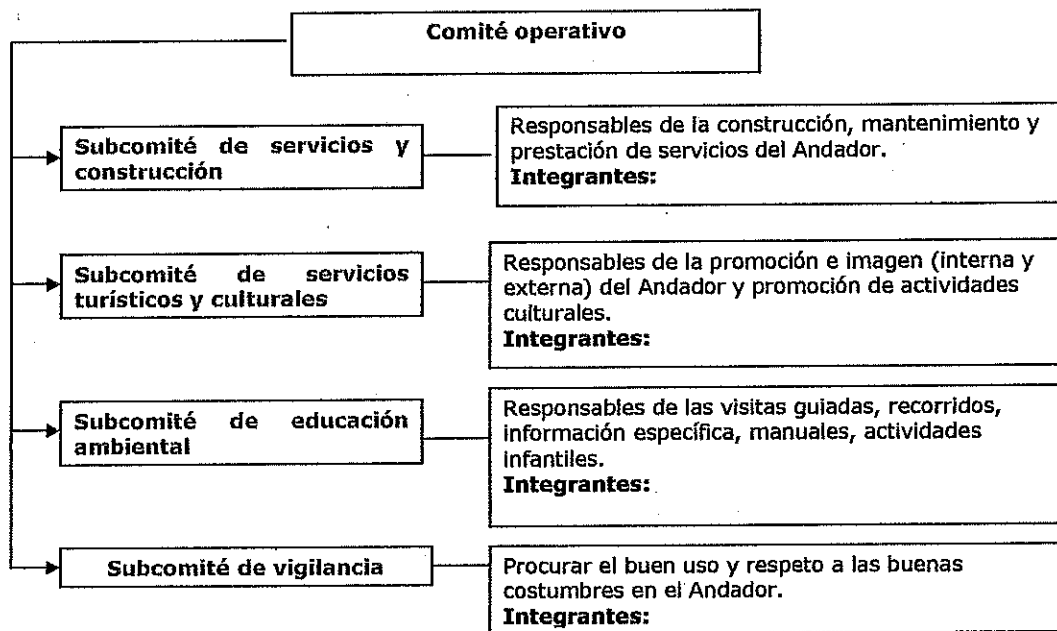 Comité operativo
Subcomité de servicios y
construcción
Responsables de la construcción, mantenimiento y
prestación de servicios del Andador.
Integrantes:
Subcomité de servicios
turísticos y culturales
Responsables de la promoción e imagen (interna y
externa) del Andador y promoción de actividades
culturales.
Integrantes:
Subcomité de educación
ambiental
Responsables de las visitas guiadas, recorridos,
información específica, manuales, actividades
infantiles.
Integrantes:
Subcomité de vigilancia
Procurar el buen uso y respeto a las buenas
costumbres en el Andador.
Integrantes: